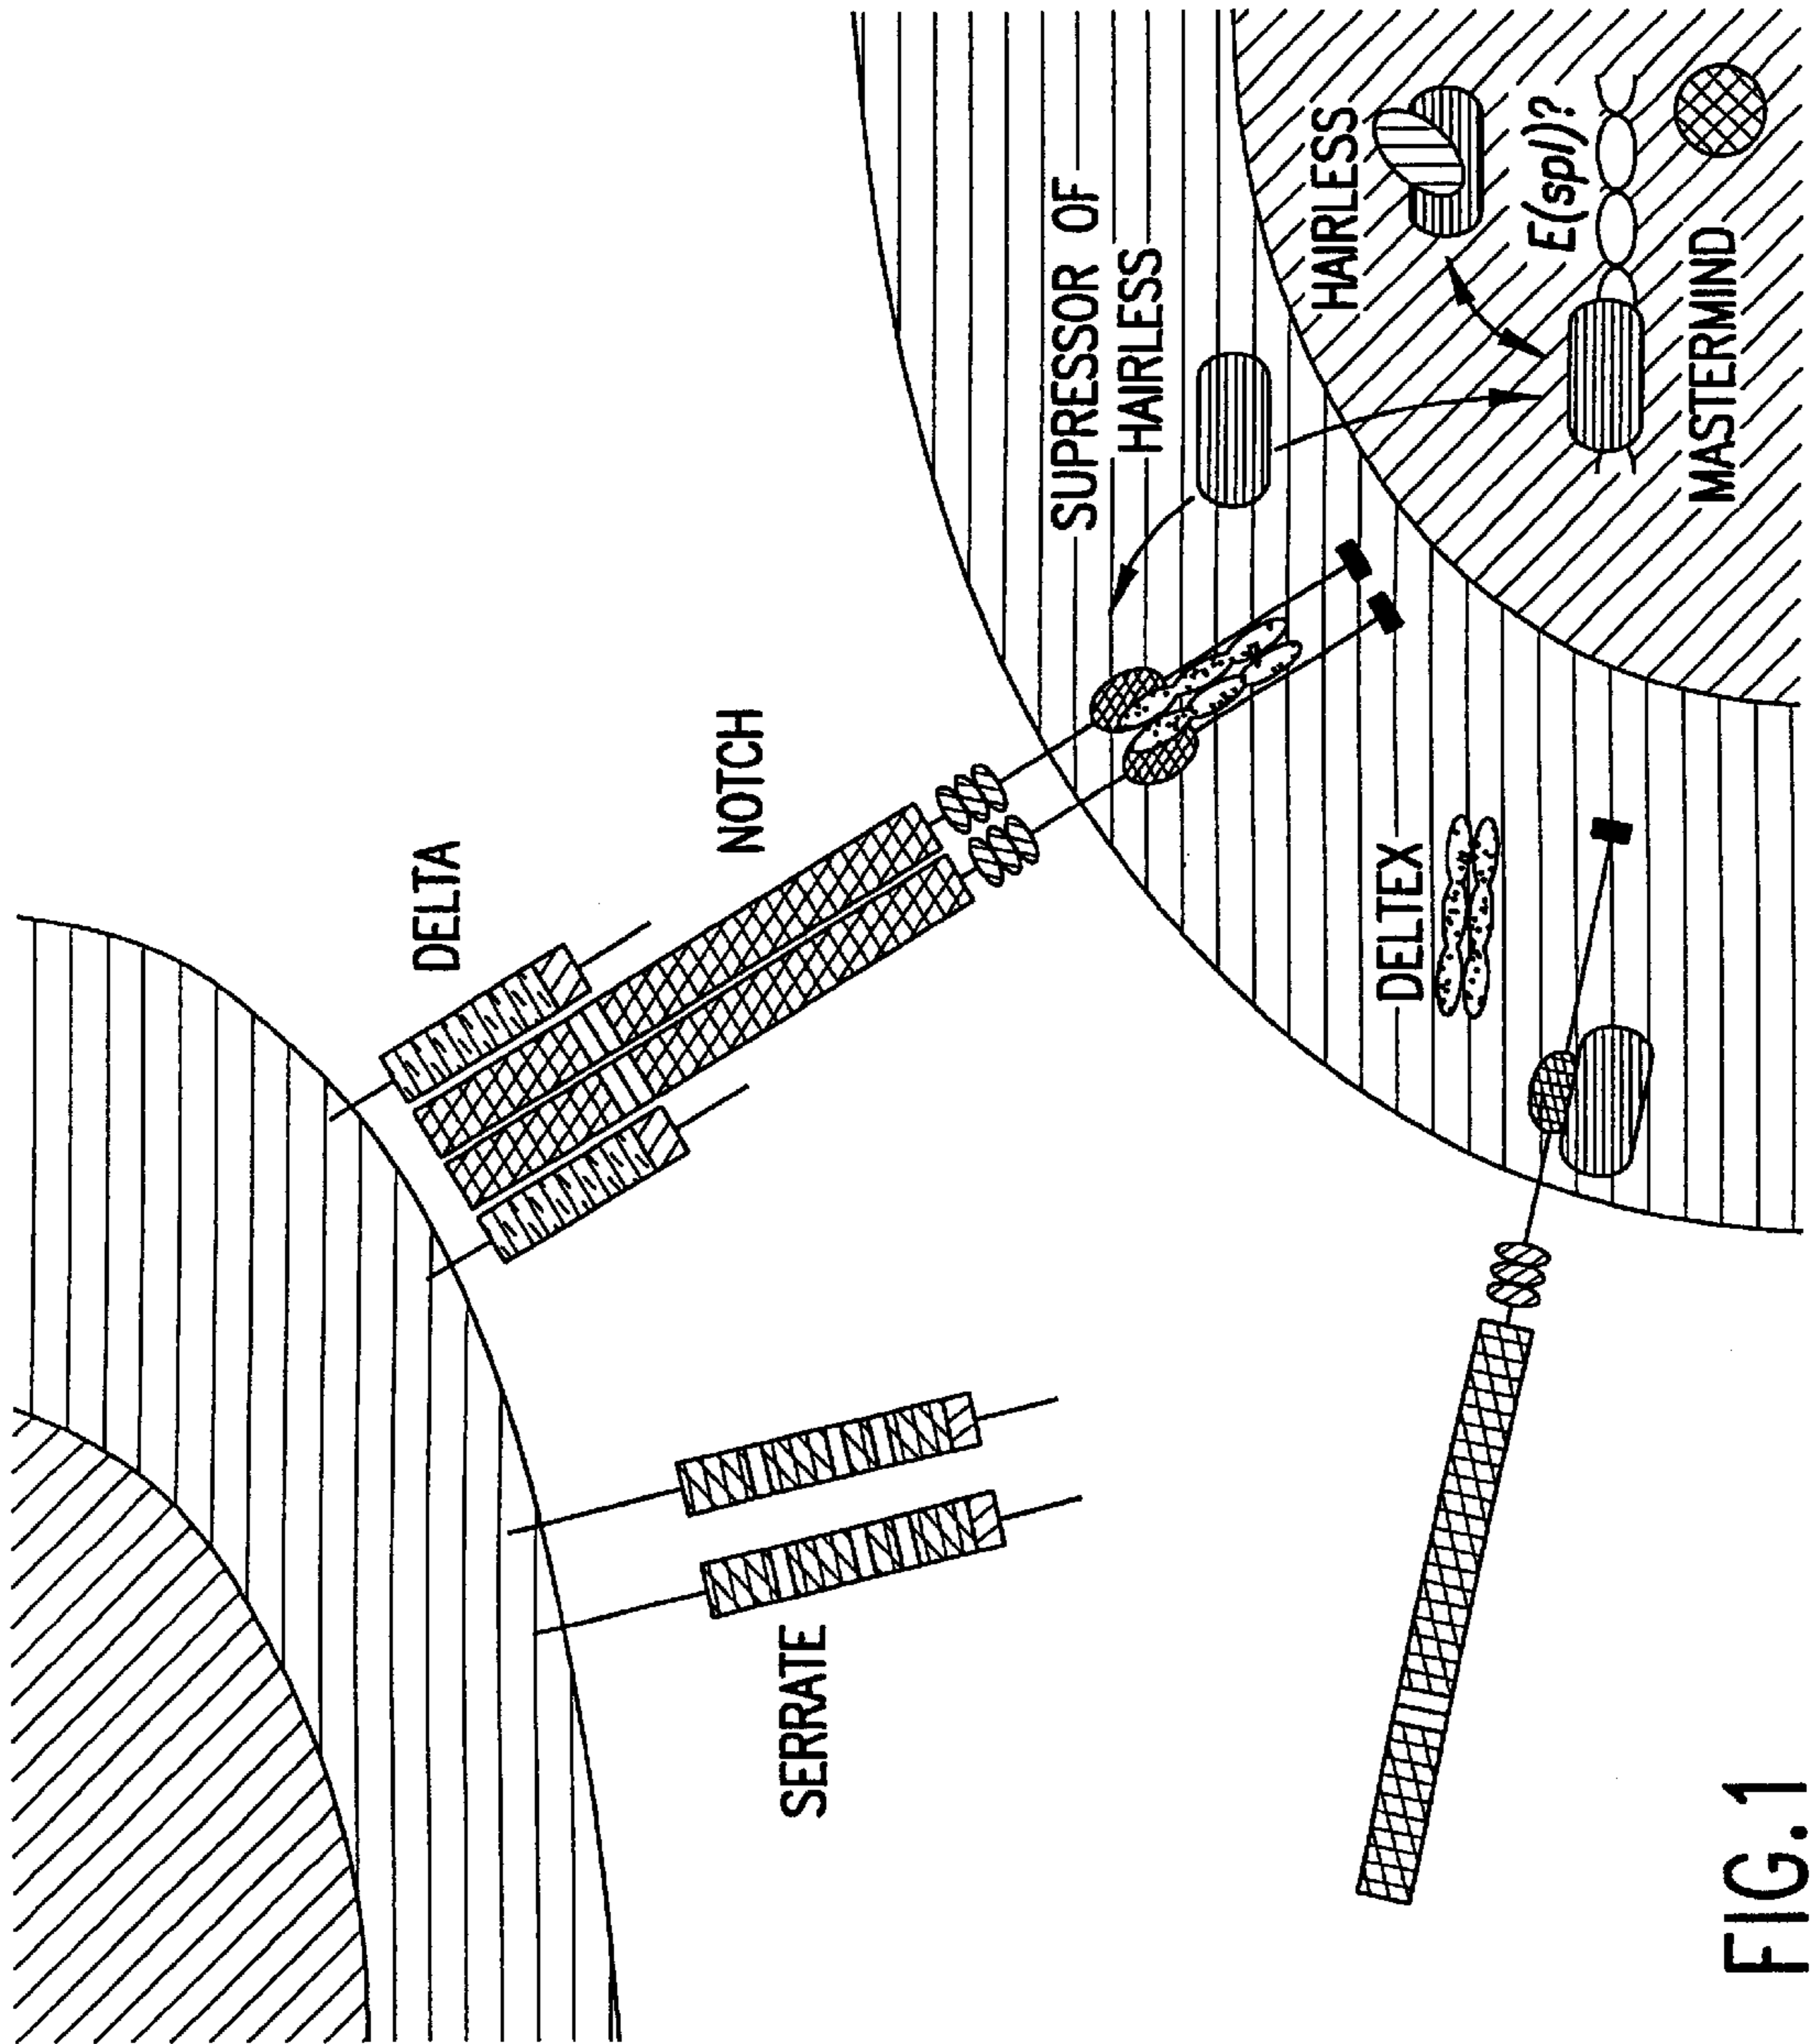 DELTA
NOTCH
SERRATE
SUPRESSOR OF
HAIRLESS
DELTEX
HAIRLESS
E(spl)?
MASTERMIND
FIG.1